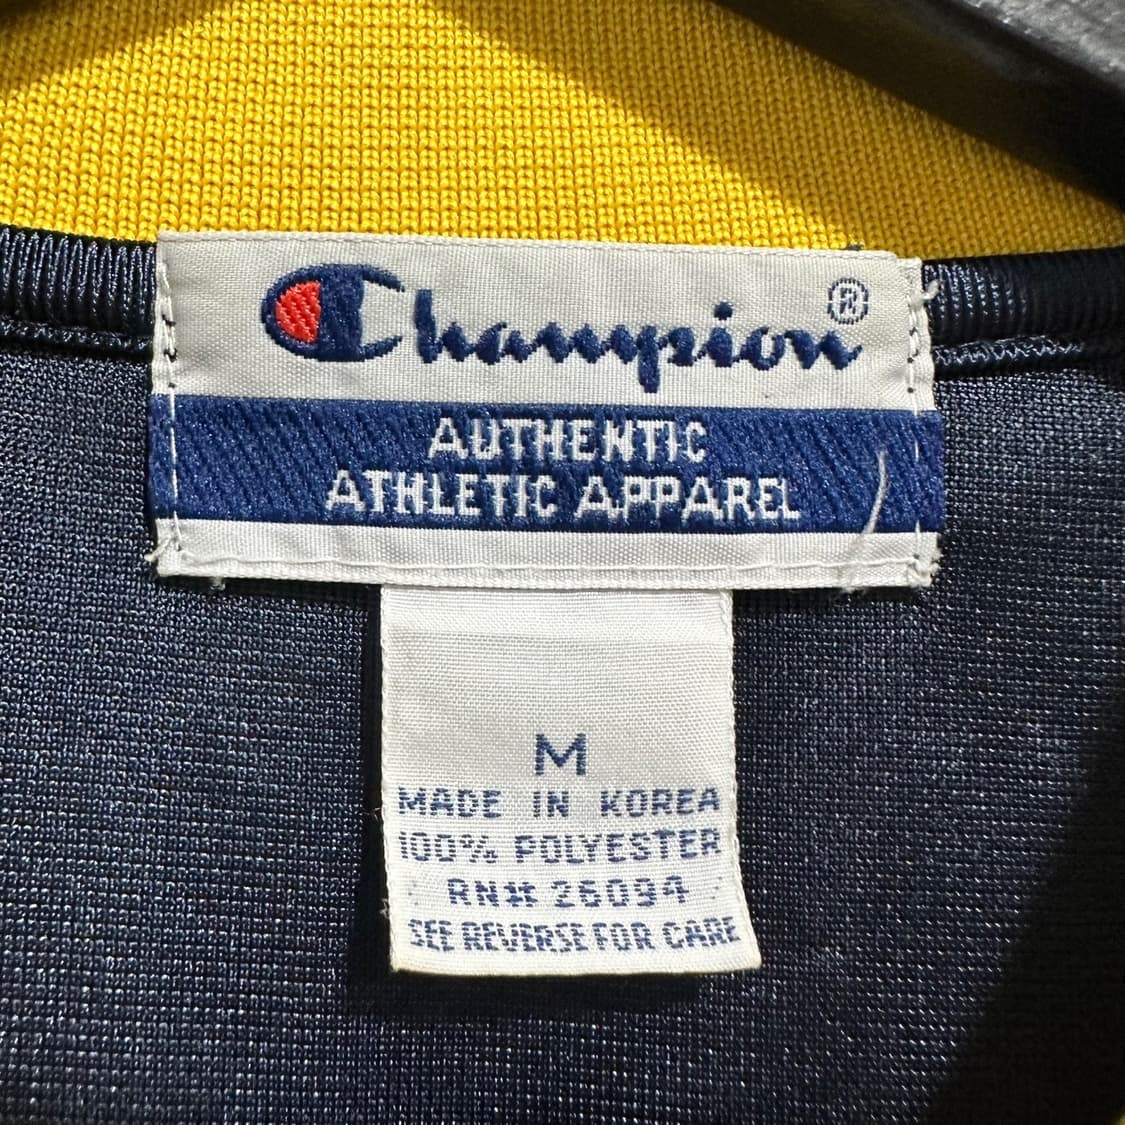 Champion®
AUTHENTIC
ATHLETIC APPAREL
M
MADE IN KOREA
100% POLYESTER
RN# 26094
SEE REVERSE FOR CARE